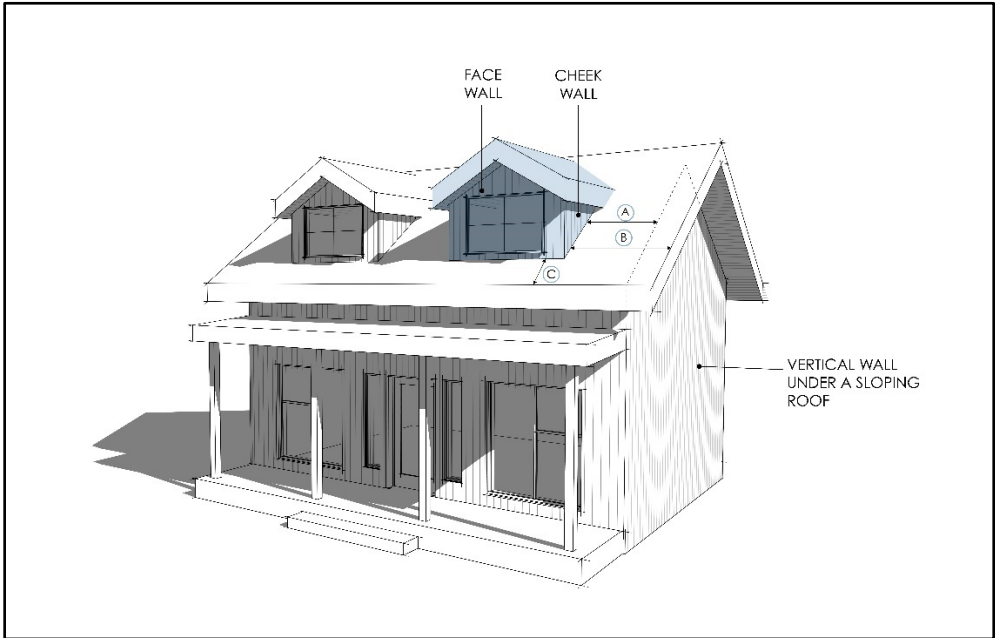 FACE
WALL
CHEEK
WALL
A
B
C
VERTICAL WALL
UNDER A SLOPING
ROOF